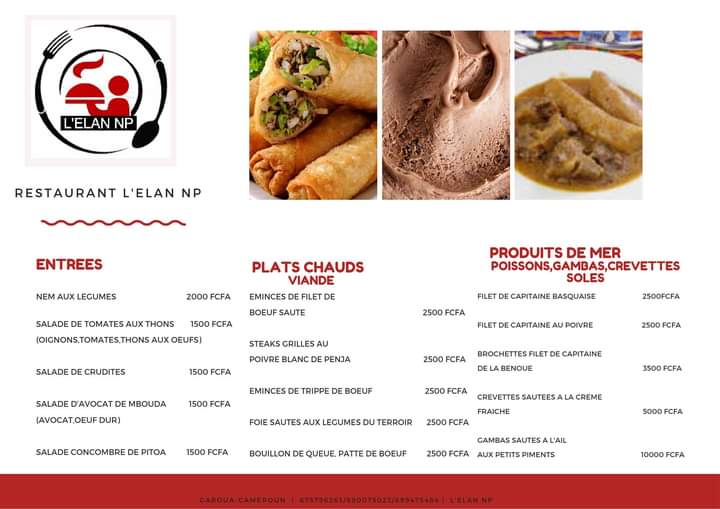 L'ELAN NP
RESTAURANT L'ELAN NP
ENTREES
NEM AUX LEGUMES 2000 FCFA
SALADE DE TOMATES AUX THONS 1500 FCFA
(OIGNONS,TOMATES,THONS AUX OEUFS)
SALADE DE CRUDITES 1500 FCFA
SALADE D'AVOCAT DE MBOUDA 1500 FCFA
(AVOCAT,OEUF DUR)
SALADE CONCOMBRE DE PITOA 1500 FCFA
PLATS CHAUDS
VIANDE
EMINCES DE FILET DE
BOEUF SAUTE 2500 FCFA
STEAKS GRILLES AU
POIVRE BLANC DE PENJA 2500 FCFA
EMINCES DE TRIPPE DE BOEUF 2500 FCFA
FOIE SAUTES AUX LEGUMES DU TERROIR 2500 FCFA
BOUILLON DE QUEUE, PATTE DE BOEUF 2500 FCFA
PRODUITS DE MER
POISSONS,GAMBAS,CREVETTES
SOLES
FILET DE CAPITAINE BASQUAISE 2500FCFA
FILET DE CAPITAINE AU POIVRE 2500 FCFA
BROCHETTES FILET DE CAPITAINE
DE LA BENOUE 3500 FCFA
CREVETTES SAUTEES A LA CREME
FRAICHE 5000 FCFA
GAMBAS SAUTES A L'AIL
AUX PETITS PIMENTS 10000 FCFA
GAROUA-CAMEROUN | L'ELAN NP